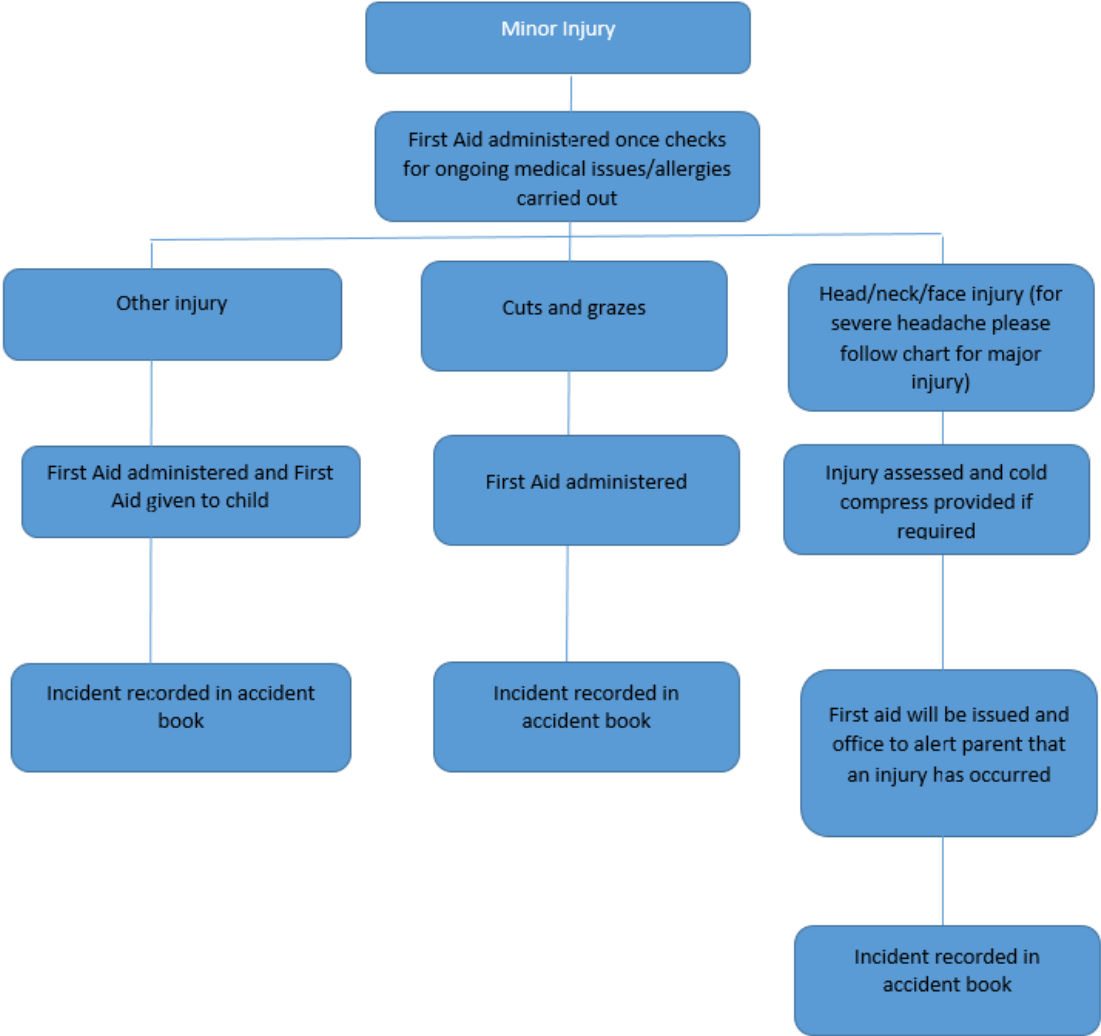 Minor Injury
First Aid administered once checks
for ongoing medical issues/allergies
carried out
Other injury
Cuts and grazes
Head/neck/face injury (for
severe headache please
follow chart for major
injury)
First Aid administered and First
Aid given to child
First Aid administered
Injury assessed and cold
compress provided if
required
Incident recorded in accident
book
Incident recorded in
accident book
First aid will be issued and
office to alert parent that
an injury has occurred
Incident recorded in
accident book